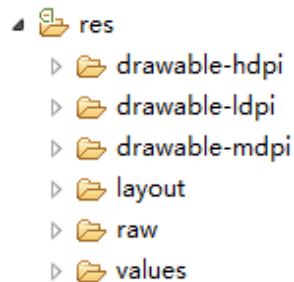 res
drawable-hdpi
drawable-ldpi
drawable-mdpi
layout
raw
values